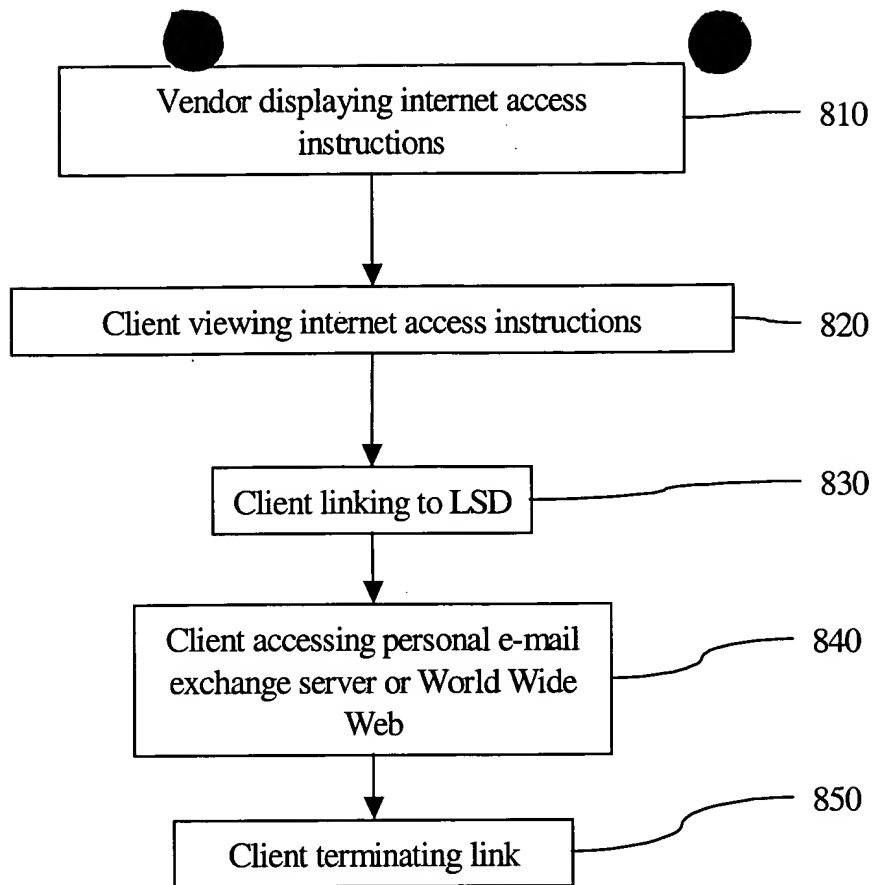 Vendor displaying internet access
instructions
810
Client viewing internet access instructions
820
Client linking to LSD
830
Client accessing personal e-mail
exchange server or World Wide
Web
840
Client terminating link
850